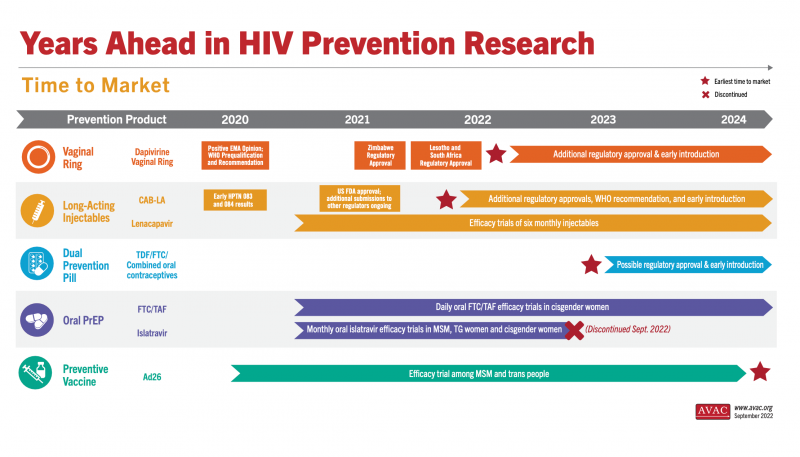 Years Ahead in HIV Prevention Research
Time to Market
Earliest time to market
Discontinued
Prevention Product 2020 2021 2022 2023 2024
Vaginal
Ring
Dapivirine
Vaginal Ring
Positive EMA Opinion;
WHO Prequalification
and Recommendation
Zimbabwe
Regulatory
Approval
Lesotho and
South Africa
Regulatory Approval
Additional regulatory approval & early introduction
Long-Acting
Injectables
CAB-LA
Early HPTN 083
and 084 results
US FDA approval;
additional submissions to
other regulators ongoing
Additional regulatory approvals, WHO recommendation, and early introduction
Lenacapavir
Efficacy trials of six monthly injectables
Dual
Prevention
Pill
TDF/FTC/
Combined oral
contraceptives
Possible regulatory approval & early introduction
Oral PrEP
FTC/TAF
Daily oral FTC/TAF efficacy trials in cisgender women
Islatravir
Monthly oral islatravir efficacy trials in MSM, TG women and cisgender women
(Discontinued Sept. 2022)
Preventive
Vaccine
Ad26
Efficacy trial among MSM and trans people
AVAC
www.avac.org
September 2022